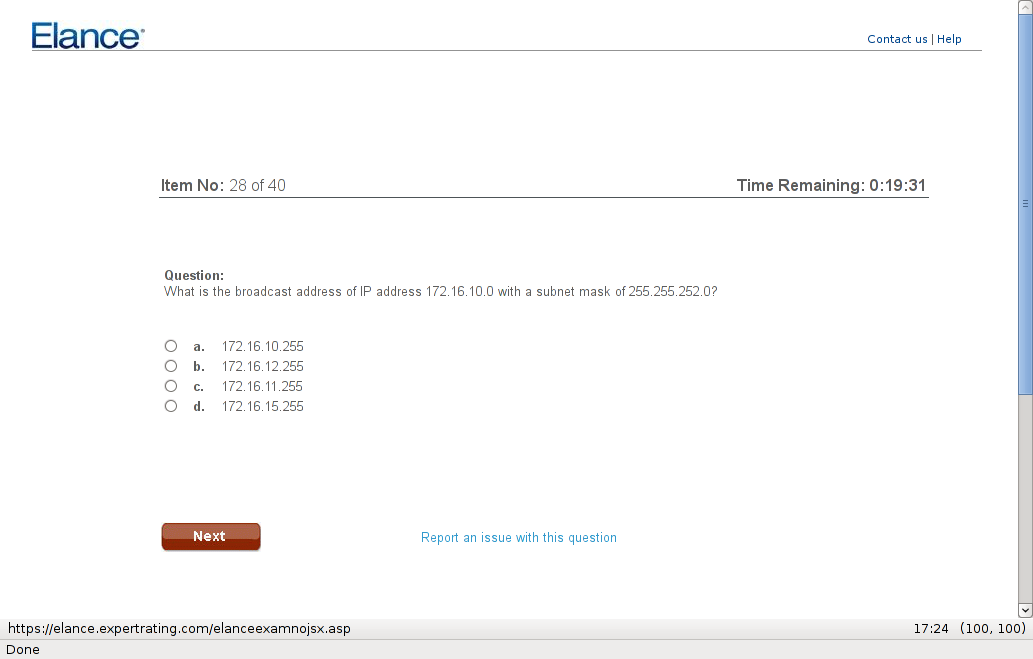 Elance
Contact us | Help
Item No: 28 of 40
Time Remaining: 0:19:31
Question:
What is the broadcast address of IP address 172.16.10.0 with a subnet mask of 255.255.252.0?
a. 172.16.10.255
b. 172.16.12.255
c. 172.16.11.255
d. 172.16.15.255
Next
Report an issue with this question
https://elance.expertrating.com/elanceexamnojsx.asp
17:24 (100, 100)
Done